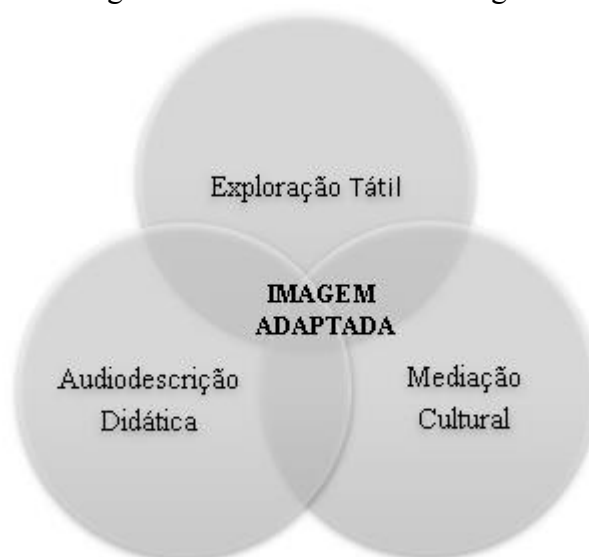 Exploração Tátil
IMAGEM
ADAPTADA
Audiodescrição
Didática
Mediação
Cultural